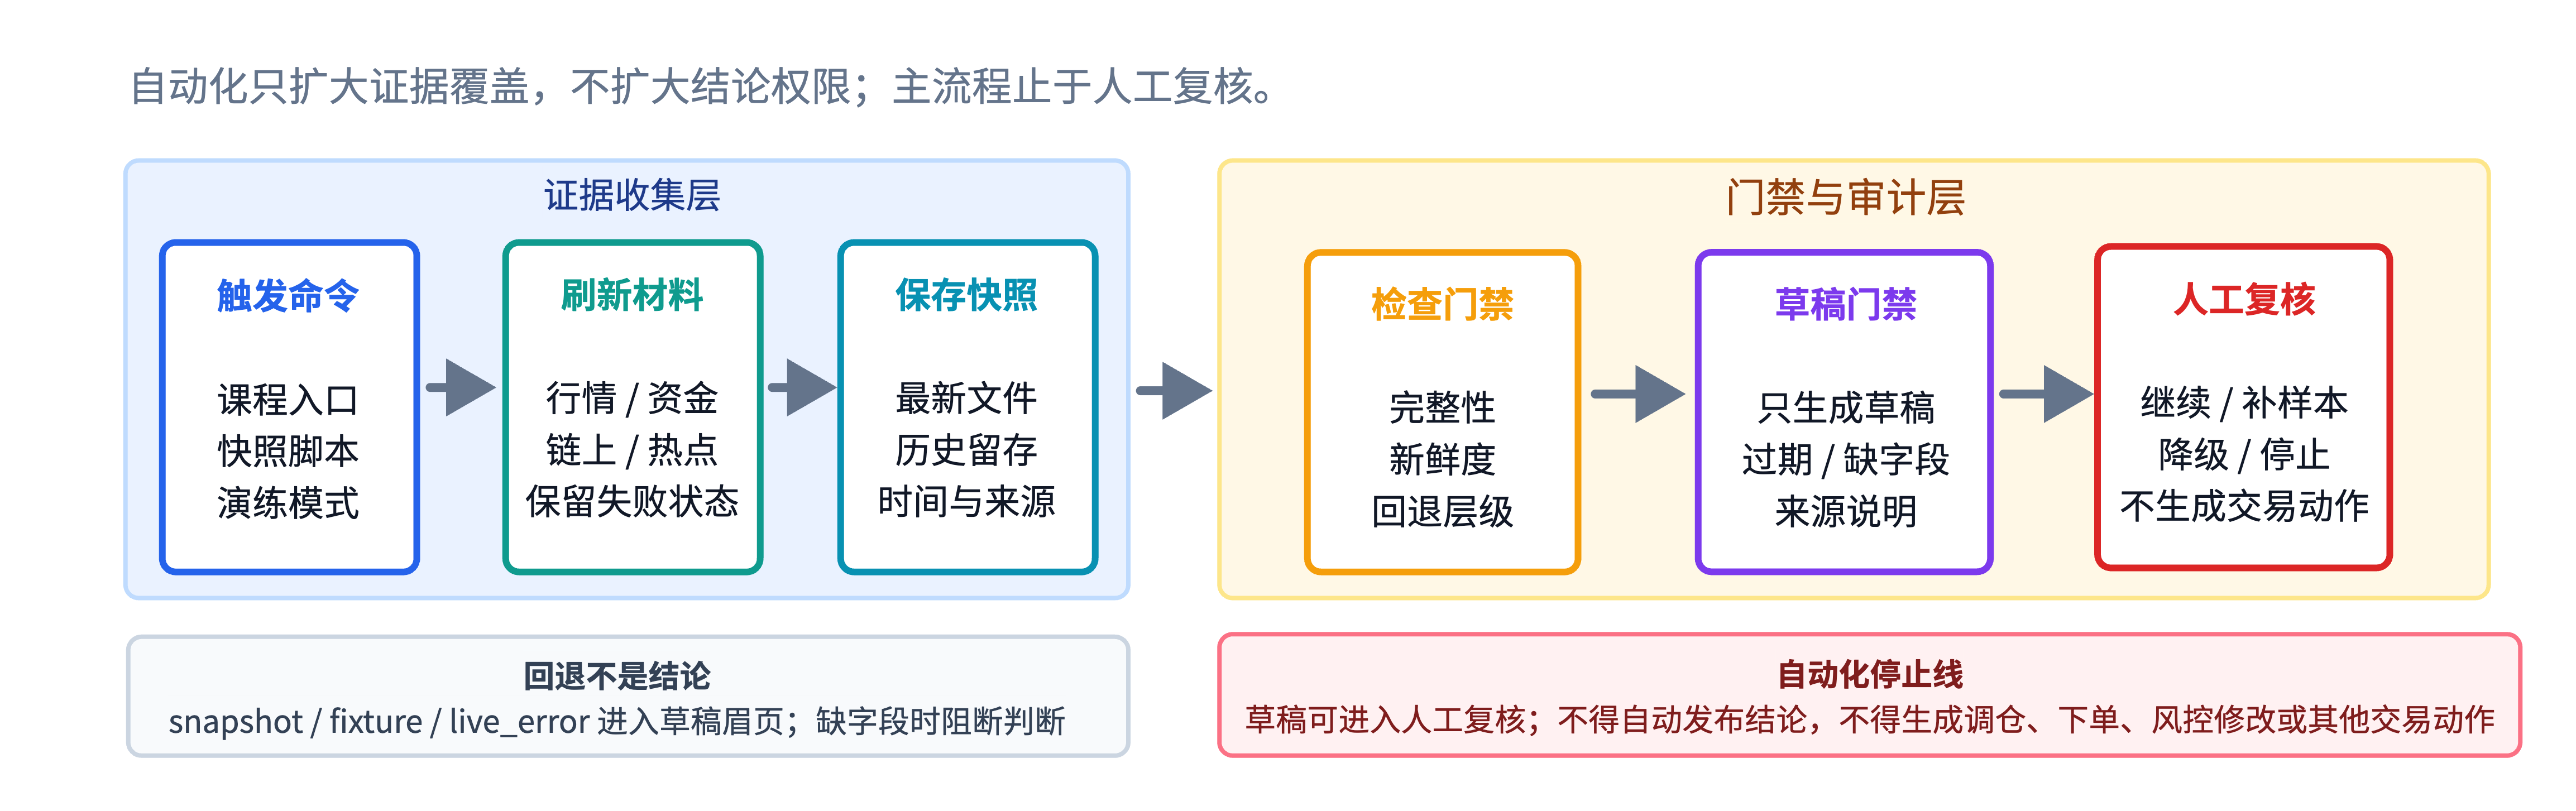 自动化只扩大证据覆盖，不扩大结论权限；主流程止于人工复核。
证据收集层
触发命令
课程入口
快照脚本
演练模式
刷新材料
行情 / 资金
链上 / 热点
保留失败状态
保存快照
最新文件
历史留存
时间与来源
门禁与审计层
检查门禁
完整性
新鲜度
回退层级
草稿门禁
只生成草稿
过期 / 缺字段
来源说明
人工复核
继续 / 补样本
降级 / 停止
不生成交易动作
回退不是结论
snapshot / fixture / live_error 进入草稿眉页；缺字段时阻断判断
自动化停止线
草稿可进入人工复核；不得自动发布结论，不得生成调仓、下单、风控修改或其他交易动作